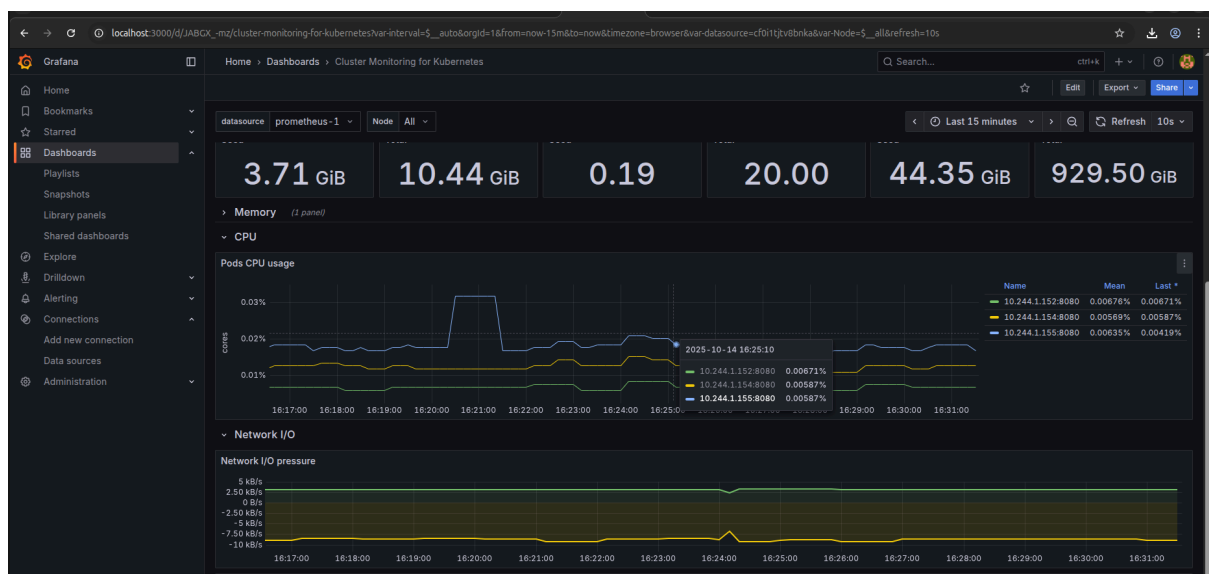 localhost:3000/d/JABGX_-mz/cluster-monitoring-for-kubernetes?var-interval=$__auto&orgId=1&from=now-15m&to=now&timezone=browser&var-datasource=cf0i1tjtv8bnka&var-Node=$__all&refresh=10s
Grafana
Home › Dashboards › Cluster Monitoring for Kubernetes
Search...
ctrl+k
Home
Bookmarks
Starred
Dashboards
Playlists
Snapshots
Library panels
Shared dashboards
Explore
Drilldown
Alerting
Connections
Add new connection
Data sources
Administration
Edit
Export
Share
datasource prometheus-1
Node All
Last 15 minutes
Refresh 10s
3.71 GiB
10.44 GiB
0.19
20.00
44.35 GiB
929.50 GiB
Memory (1 panel)
CPU
Pods CPU usage
cores
0.03%
0.02%
0.01%
16:17:00 16:18:00 16:19:00 16:20:00 16:21:00 16:22:00 16:23:00 16:24:00 16:25:0 16:29:00 16:30:00 16:31:00
2025-10-14 16:25:10
10.244.1.152:8080 0.00671%
10.244.1.154:8080 0.00587%
10.244.1.155:8080 0.00587%
Name Mean Last *
10.244.1.152:8080 0.00676% 0.00671%
10.244.1.154:8080 0.00569% 0.00587%
10.244.1.155:8080 0.00635% 0.00419%
Network I/O
Network I/O pressure
5 kB/s
2.50 kB/s
0 B/s
-2.50 kB/s
-5 kB/s
-7.50 kB/s
-10 kB/s
16:17:00 16:18:00 16:19:00 16:20:00 16:21:00 16:22:00 16:23:00 16:24:00 16:25:00 16:26:00 16:27:00 16:28:00 16:29:00 16:30:00 16:31:00